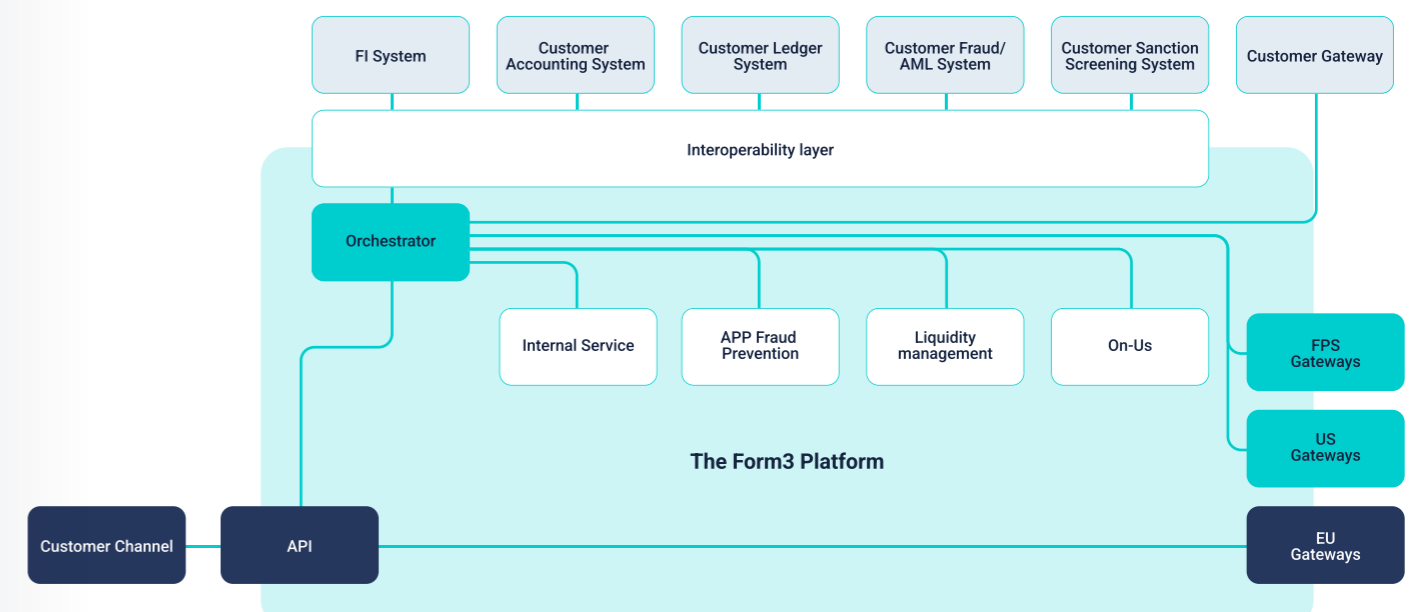 FI System
Customer
Accounting System
Customer Ledger
System
Customer Fraud/
AML System
Customer Sanction
Screening System
Customer Gateway
Interoperability layer
Orchestrator
Internal Service
APP Fraud
Prevention
Liquidity
management
On-Us
FPS
Gateways
US
Gateways
The Form3 Platform
Customer Channel
API
EU
Gateways